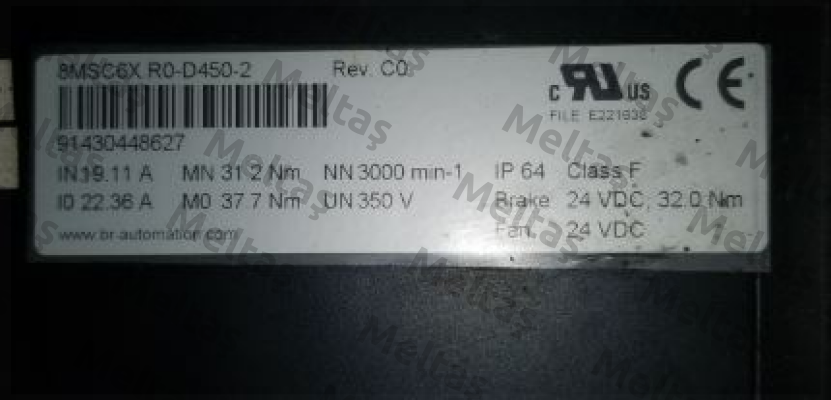 8MSC6X.R0-D450-2 Rev. C0
c RU US CE
FILE E221636
91430448627
IN 19.11 A MN 31.2 Nm NN 3000 min-1 IP 64 Class F
I0 22.36 A M0 37.7 Nm UN 350 V Brake 24 VDC, 32.0 Nm
www.br-automation.com Fan. 24 VDC
Meltaş